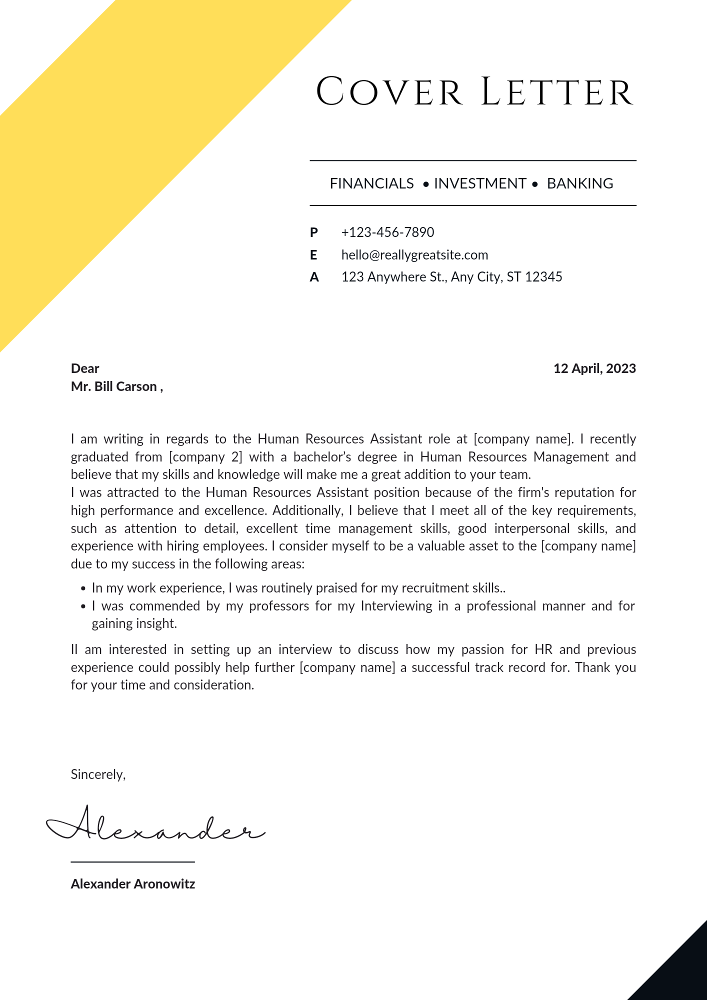 COVER LETTER
FINANCIALS • INVESTMENT • BANKING
P +123-456-7890
E hello@reallygreatsite.com
A 123 Anywhere St., Any City, ST 12345
Dear 12 April, 2023
Mr. Bill Carson ,
I am writing in regards to the Human Resources Assistant role at [company name]. I recently
graduated from [company 2] with a bachelor’s degree in Human Resources Management and
believe that my skills and knowledge will make me a great addition to your team.
I was attracted to the Human Resources Assistant position because of the firm's reputation for
high performance and excellence. Additionally, I believe that I meet all of the key requirements,
such as attention to detail, excellent time management skills, good interpersonal skills, and
experience with hiring employees. I consider myself to be a valuable asset to the [company name]
due to my success in the following areas:
• In my work experience, I was routinely praised for my recruitment skills..
• I was commended by my professors for my Interviewing in a professional manner and for
gaining insight.
II am interested in setting up an interview to discuss how my passion for HR and previous
experience could possibly help further [company name] a successful track record for. Thank you
for your time and consideration.
Sincerely,
Alexander
Alexander Aronowitz